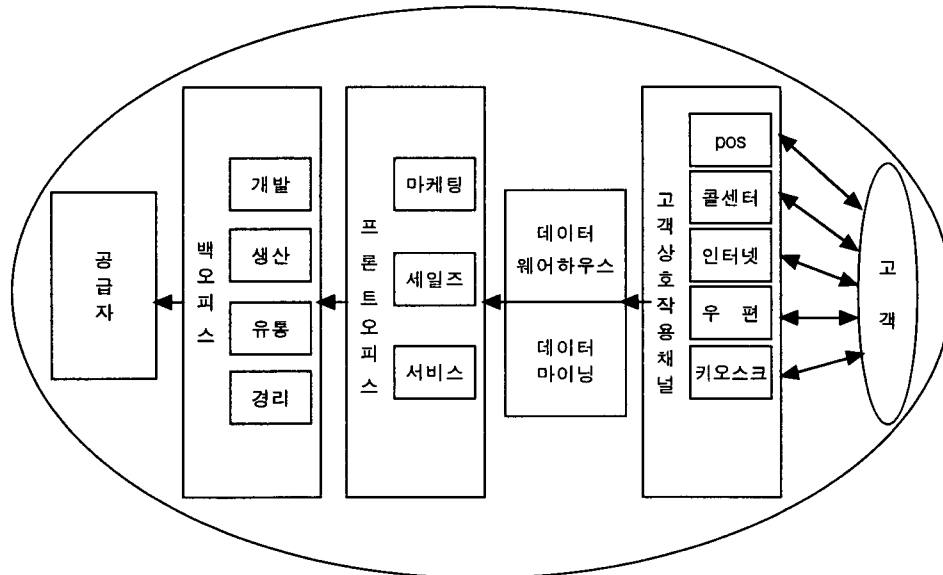 공급자
백오피스
개발
생산
유통
경리
프론트오피스
마케팅
세일즈
서비스
데이터
웨어하우스
데이터
마이닝
고객상호작용채널
pos
콜센터
인터넷
우 편
키오스크
고객